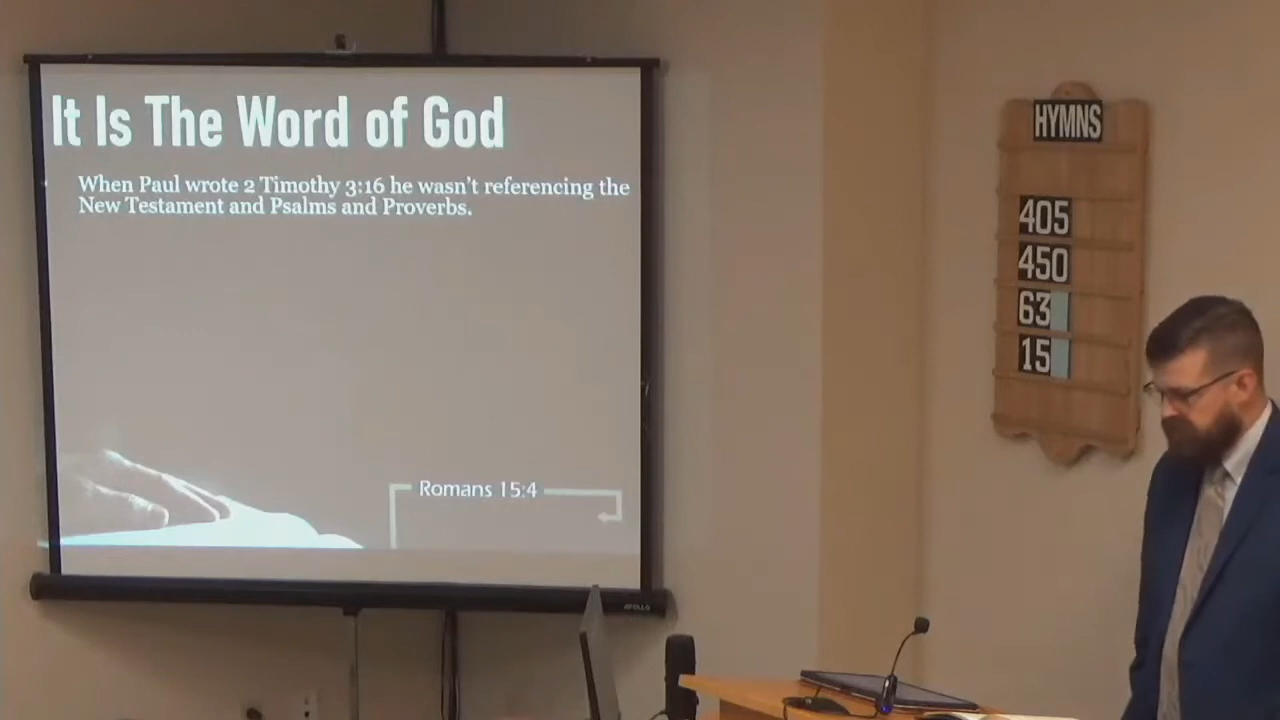 It Is The Word of God
When Paul wrote 2 Timothy 3:16 he wasn't referencing the
New Testament and Psalms and Proverbs.
Romans 15:4
APOLLO
HYMNS
405
450
63
15